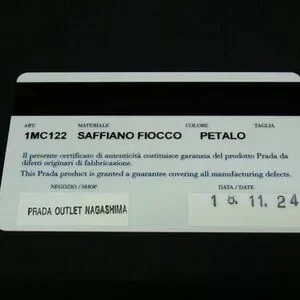 ART. MATERIALE COLORE TAGLIA
1MC122 SAFFIANO FIOCCO PETALO
Il presente certificato di autenticità costituisce garanzia del prodotto Prada da
difetti originari di fabbricazione.
This Prada product is granted a guarantee covering all manufacturing defects.
NEGOZIO / SHOP DATA / DATE
PRADA OUTLET NAGASHIMA 16.11.24